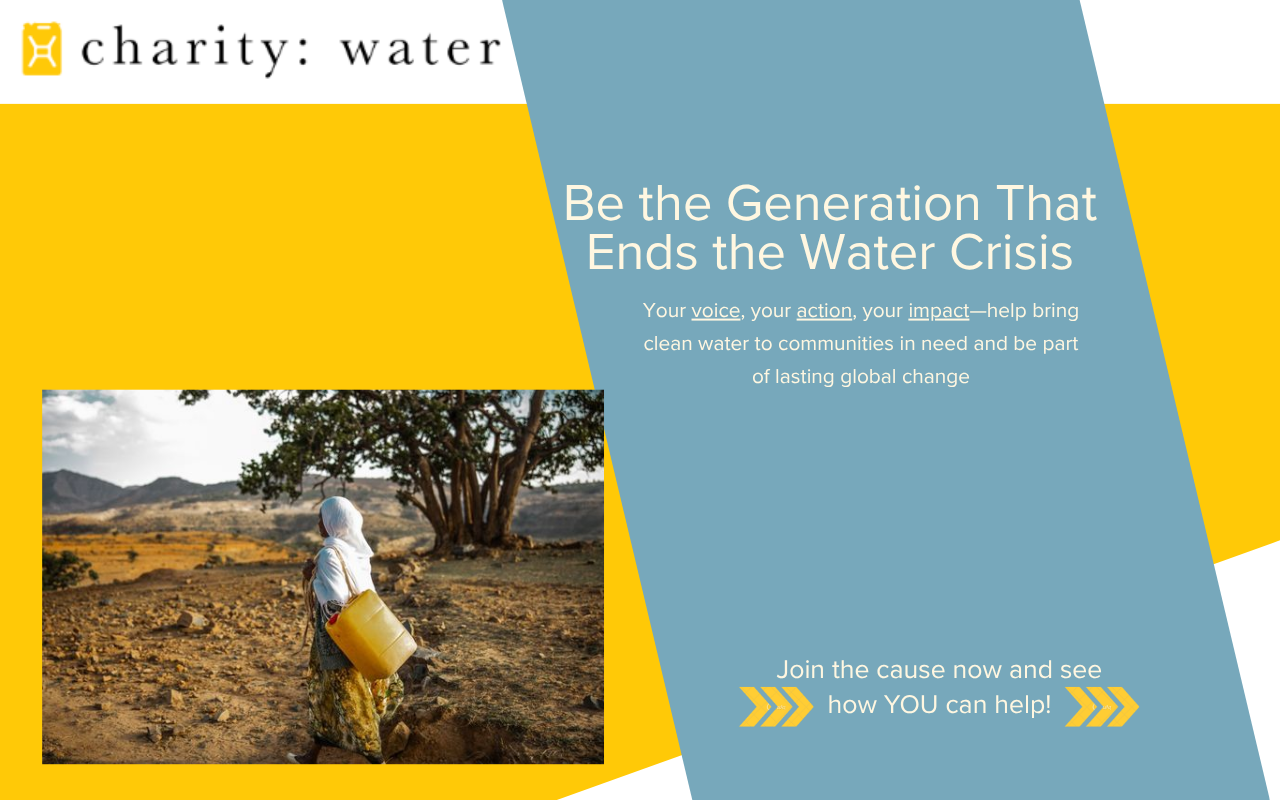 charity: water
Be the Generation That
Ends the Water Crisis
Your voice, your action, your impact—help bring
clean water to communities in need and be part
of lasting global change
Join the cause now and see
how YOU can help!